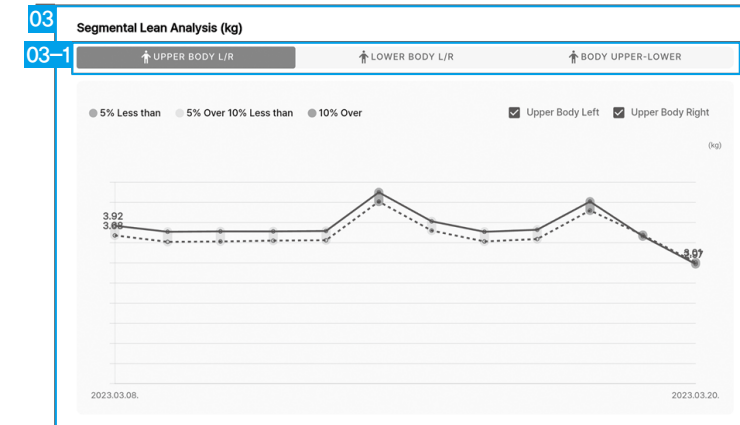 03
Segmental Lean Analysis (kg)
03–1
UPPER BODY L/R
LOWER BODY L/R
BODY UPPER-LOWER
5% Less than
5% Over 10% Less than
10% Over
Upper Body Left
Upper Body Right
(kg)
3.92
2023.03.08.
2023.03.20.